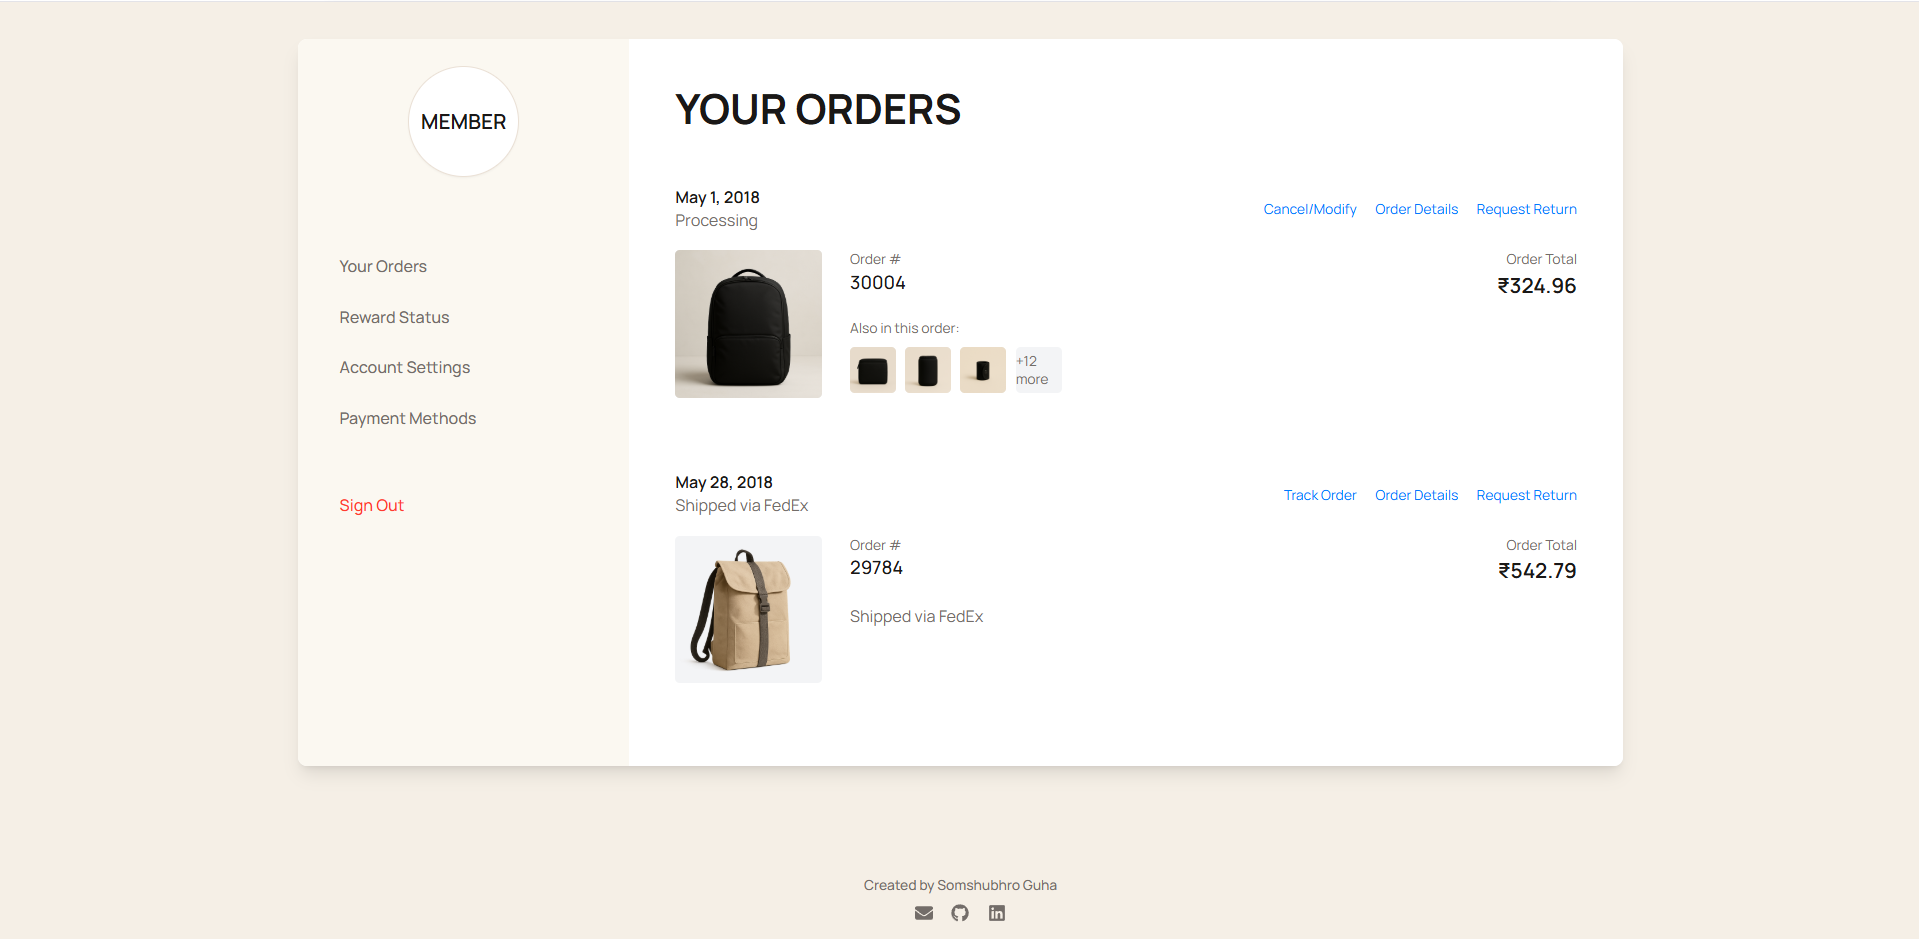 MEMBER
Your Orders
Reward Status
Account Settings
Payment Methods
Sign Out
YOUR ORDERS
May 1, 2018
Processing
Cancel/Modify Order Details Request Return
Order #
30004
Order Total
₹324.96
Also in this order:
+12
more
May 28, 2018
Shipped via FedEx
Track Order Order Details Request Return
Order #
29784
Order Total
₹542.79
Shipped via FedEx
Created by Somshubhro Guha